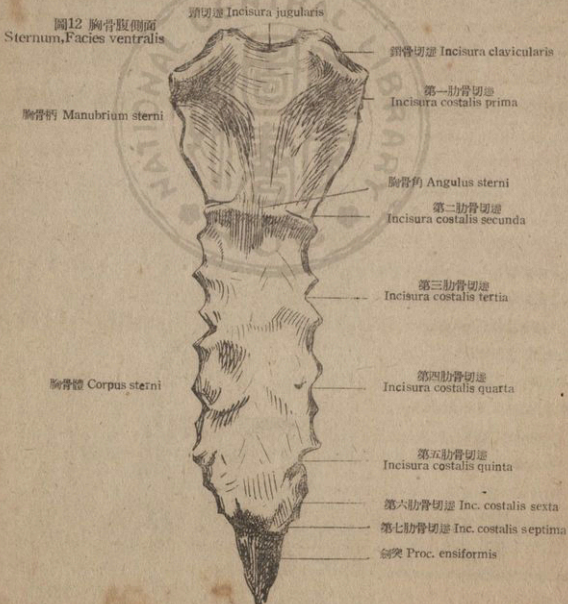 頸切迹 Incisura jugularis
圖12 胸骨腹側面
Sternum,Facies ventralis
鎖骨切迹 Incisura clavicularis
第一肋骨切迹
Incisura costalis prima
胸骨柄 Manubrium sterni
胸骨角 Angulus sterni
第二肋骨切迹
Incisura costalis secunda
第三肋骨切迹
Incisura costalis tertia
胸骨體 Corpus sterni
第四肋骨切迹
Incisura costalis quarta
第五肋骨切迹
Incisura costalis quinta
第六肋骨切迹 Inc. costalis sexta
第七肋骨切迹 Inc. costalis septima
劍突 Proc. ensiformis
NATIONAL LIBRARY